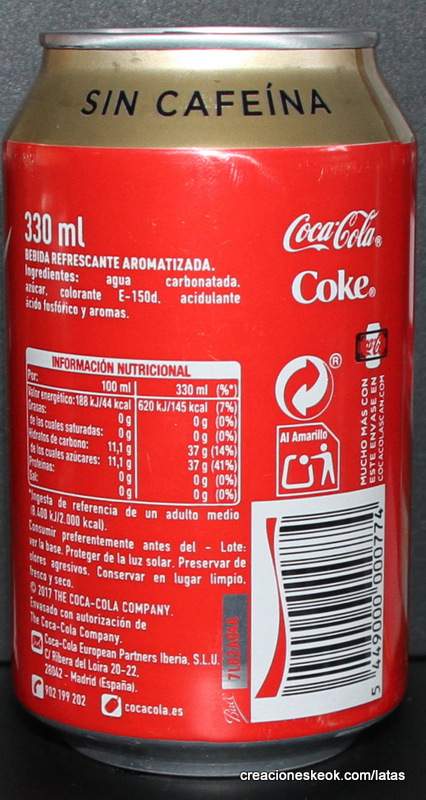 SIN CAFEÍNA
330 ml
BEBIDA REFRESCANTE AROMATIZADA.
Ingredientes: agua carbonatada,
azúcar, colorante E-150d, acidulante
ácido fosfórico y aromas.
Coca-Cola®
Coke®
INFORMACIÓN NUTRICIONAL
Por: 100 ml 330 ml (%*)
Valor energético: 188 kJ/44 kcal 620 kJ/145 kcal (7%)
Grasas: 0 g 0 g (0%)
de las cuales saturadas: 0 g 0 g (0%)
Hidratos de carbono: 11,1 g 37 g (14%)
de los cuales azúcares: 11,1 g 37 g (41%)
Proteínas: 0 g 0 g (0%)
Sal: 0 g 0 g (0%)
*Ingesta de referencia de un adulto medio
(8.400 kJ/2.000 kcal).
Consumir preferentemente antes del - Lote:
ver la base. Proteger de la luz solar. Preservar de
olores agresivos. Conservar en lugar limpio,
fresco y seco.
© 2017 THE COCA-COLA COMPANY.
Envasado con autorización de
The Coca-Cola Company.
Coca-Cola European Partners Iberia, S.L.U.
C/ Ribera del Loira 20-22,
28042 - Madrid (España).
902 199 202 cocacola.es
®
Al Amarillo
MUCHO MÁS CON
ESTE ENVASE EN
COCACOLASCAN.COM
Ball
5 449000 000774
creacioneskeok.com/latas